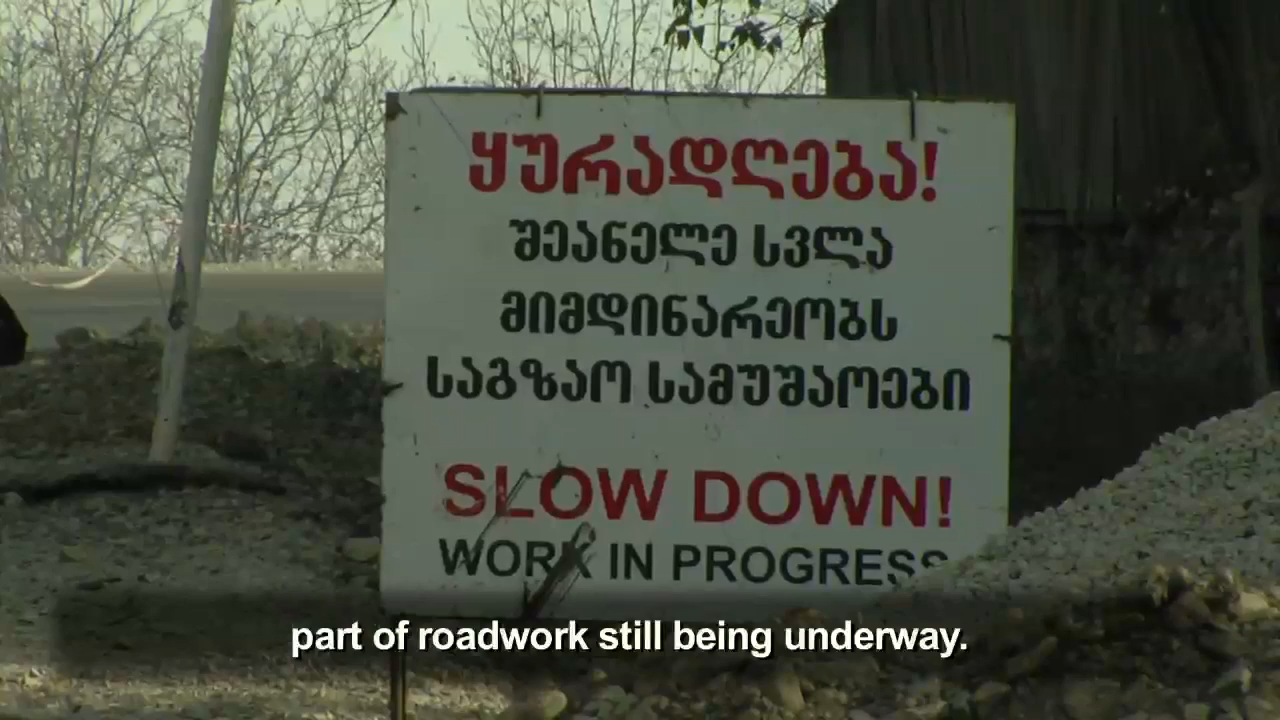 ყურადღება!
შეანელე სვლა
მიმდინარეობს
საგზაო სამუშაოები
SLOW DOWN!
WORK IN PROGRESS
part of roadwork still being underway.